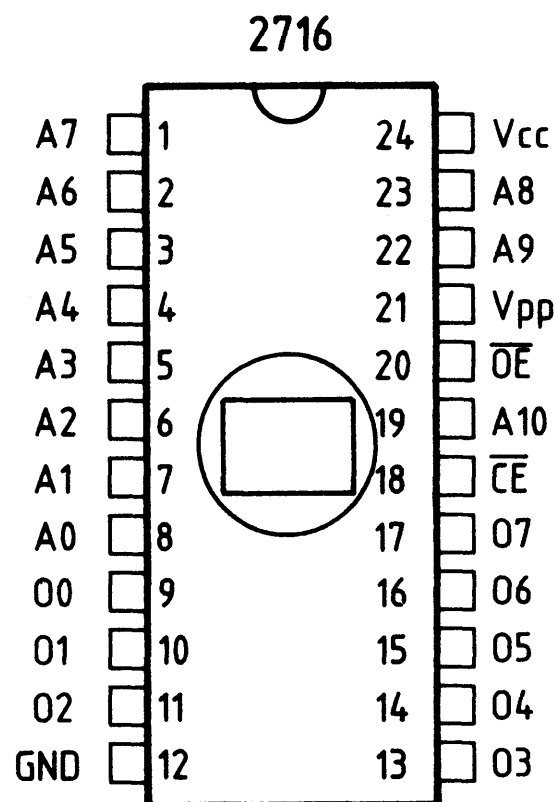 2716
A7 1 24 Vcc
A6 2 23 A8
A5 3 22 A9
A4 4 21 Vpp
A3 5 20 O̅E̅
A2 6 19 A10
A1 7 18 C̅E̅
A0 8 17 O7
O0 9 16 O6
O1 10 15 O5
O2 11 14 O4
GND 12 13 O3